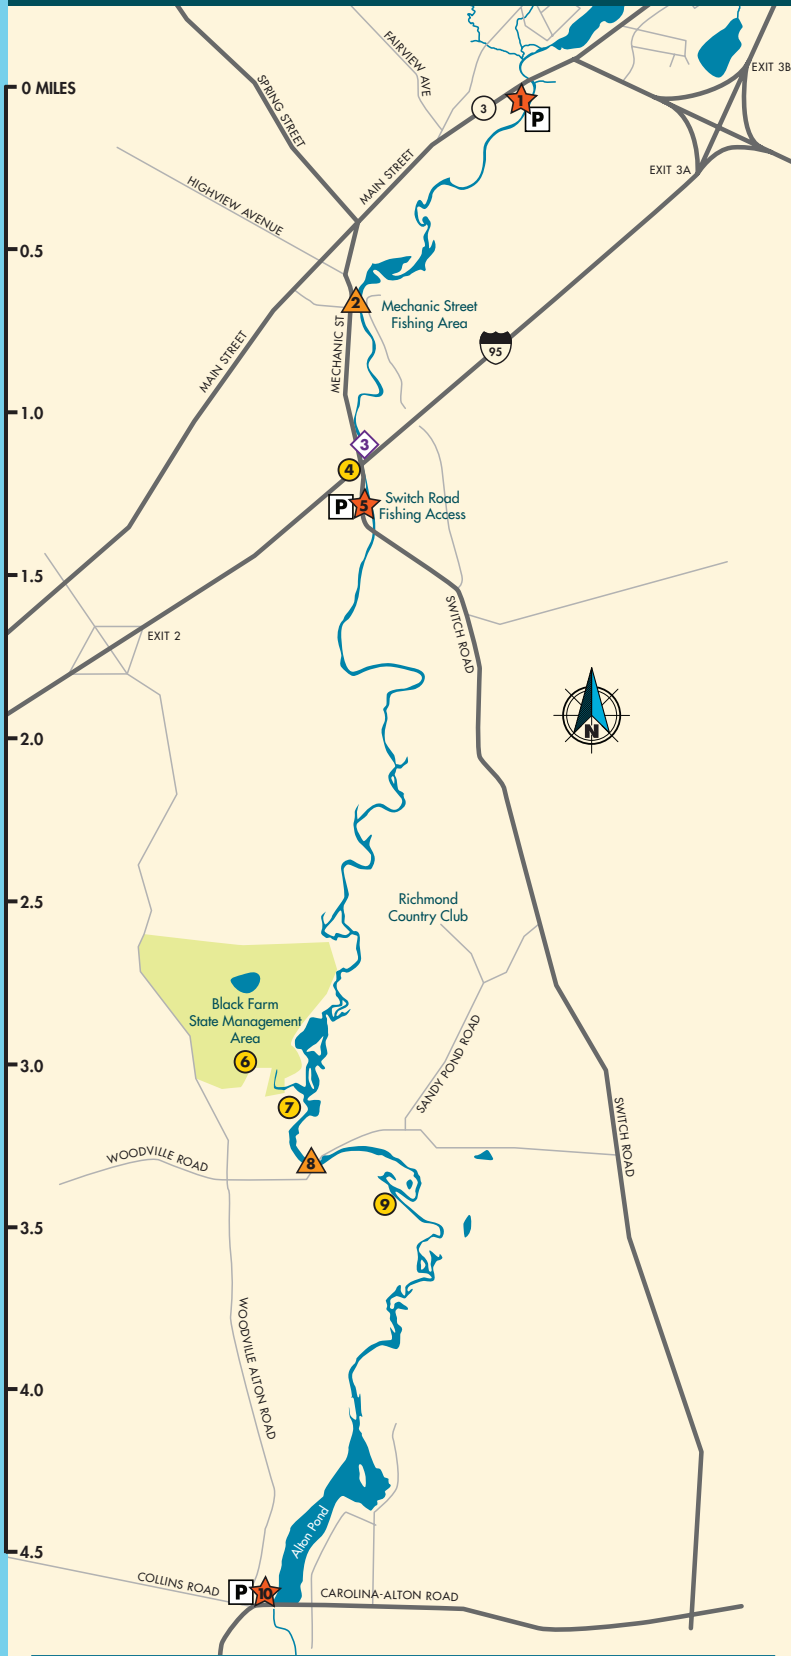 FAIRVIEW AVE
EXIT 3B
0 MILES
SPRING STREET
1
3
P
MAIN STREET
EXIT 3A
HIGHVIEW AVENUE
0.5
2
Mechanic Street
Fishing Area
MECHANIC ST
MAIN STREET
95
1.0
3
4
P
5
Switch Road
Fishing Access
1.5
SWITCH ROAD
EXIT 2
N
2.0
2.5
Richmond
Country Club
Black Farm
State Management
Area
6
3.0
SANDY POND ROAD
7
SWITCH ROAD
WOODVILLE ROAD
8
9
3.5
WOODVILLE ALTON ROAD
4.0
Alton Pond
4.5
COLLINS ROAD
P
10
CAROLINA-ALTON ROAD